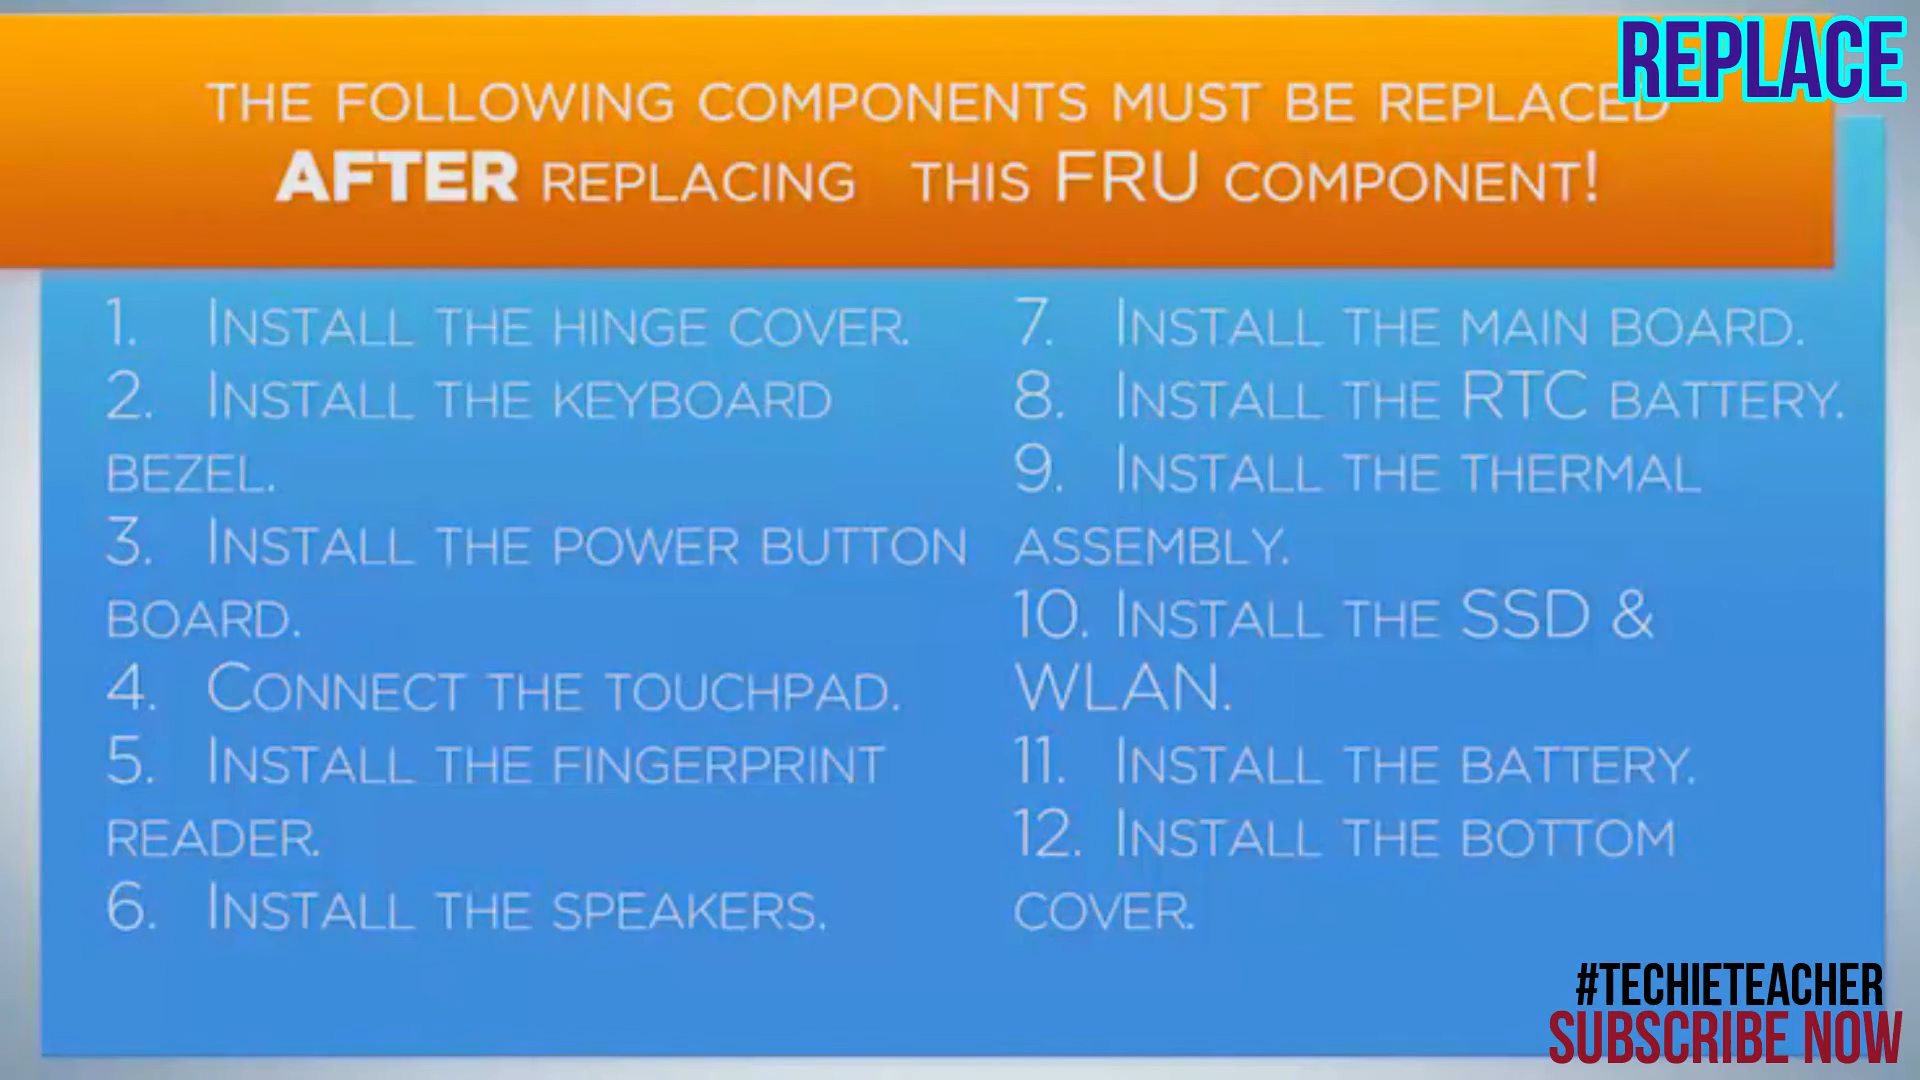 REPLACE
THE FOLLOWING COMPONENTS MUST BE REPLACED
AFTER REPLACING THIS FRU COMPONENT!
1. INSTALL THE HINGE COVER.
2. INSTALL THE KEYBOARD
BEZEL.
3. INSTALL THE POWER BUTTON
BOARD.
4. CONNECT THE TOUCHPAD.
5. INSTALL THE FINGERPRINT
READER.
6. INSTALL THE SPEAKERS.
7. INSTALL THE MAIN BOARD.
8. INSTALL THE RTC BATTERY.
9. INSTALL THE THERMAL
ASSEMBLY.
10. INSTALL THE SSD &
WLAN.
11. INSTALL THE BATTERY.
12. INSTALL THE BOTTOM
COVER.
#TECHIETEACHER
SUBSCRIBE NOW